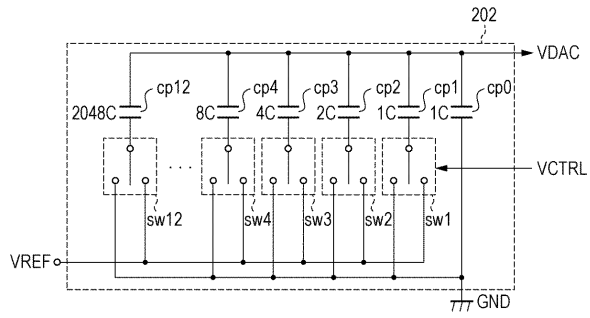 202
VDAC
cp12 cp4 cp3 cp2 cp1 cp0
2048C 8C 4C 2C 1C 1C
. . .
VCTRL
sw12 sw4 sw3 sw2 sw1
VREF
GND